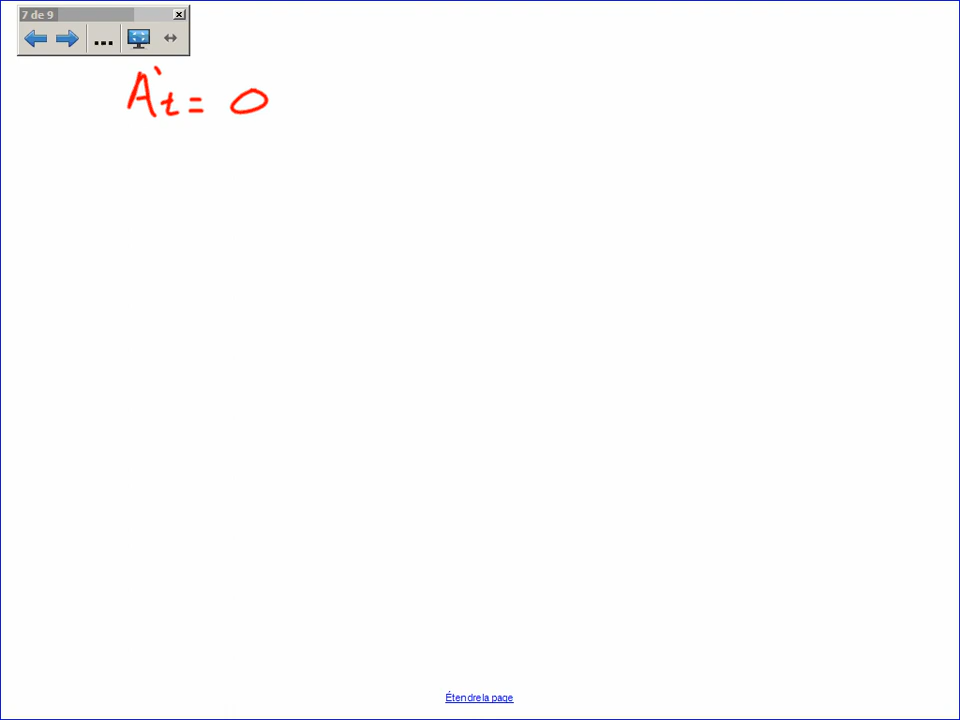 7 de 9
...
À t = 0
Étendre la page